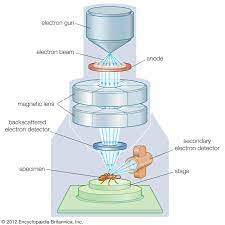 electron gun
electron beam
anode
magnetic lens
backscattered
electron detector
secondary
electron detector
specimen
stage
© 2012 Encyclopædia Britannica, Inc.